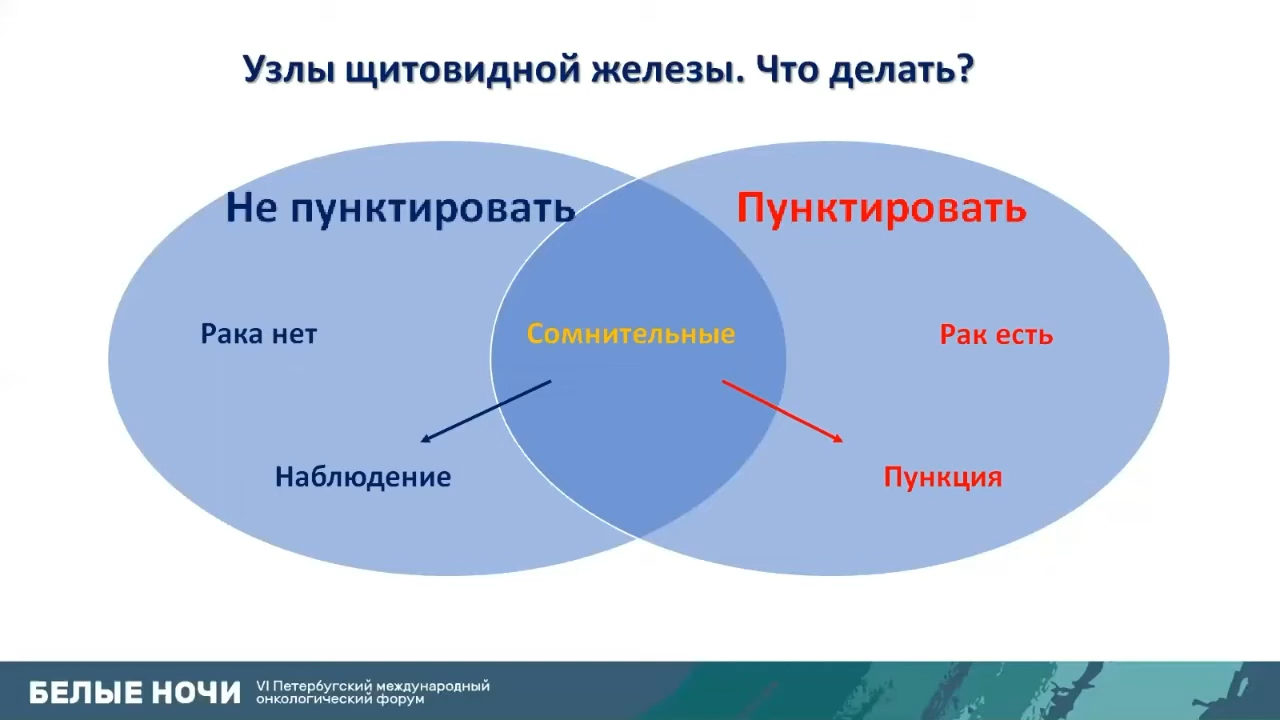 Узлы щитовидной железы. Что делать?
Не пунктировать
Пунктировать
Рака нет
Сомнительные
Рак есть
Наблюдение
Пункция
БЕЛЫЕ НОЧИ
VI Петербургский международный
онкологический форум